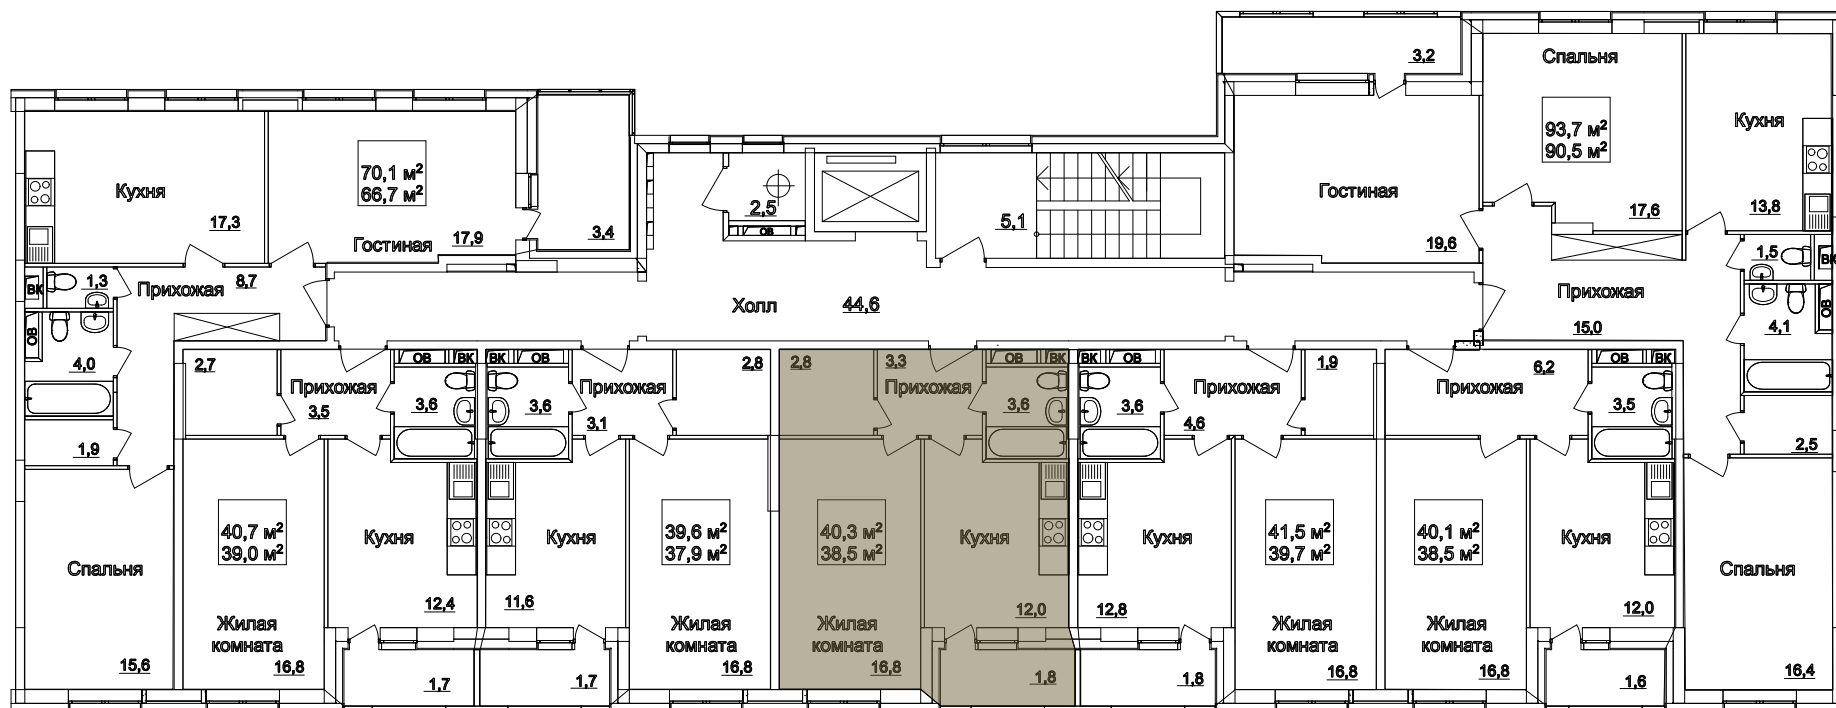 3,2
Спальня
93,7 м²
90,5 м²
Кухня
17,6
13,8
Гостиная
19,6
70,1 м²
66,7 м²
Кухня
17,3
Гостиная
17,9
3,4
2,5
ОВ
5,1
1,3
ВК
Прихожая
8,7
ОВ
4,0
1,9
Холл
44,6
Прихожая
15,0
1,5
ВК
4,1
ОВ
2,5
2,7
Прихожая
3,5
ОВ
ВК
3,6
ВК
ОВ
3,6
Прихожая
3,1
2,8
2,8
3,3
Прихожая
ОВ
ВК
3,6
ВК
ОВ
3,6
Прихожая
4,6
1,9
Прихожая
6,2
ОВ
ВК
3,5
Спальня
15,6
40,7 м²
39,0 м²
Жилая
комната
16,8
Кухня
12,4
1,7
Кухня
11,6
1,7
39,6 м²
37,9 м²
Жилая
комната
16,8
40,3 м²
38,5 м²
Жилая
комната
16,8
Кухня
12,0
1,8
Кухня
12,8
1,8
41,5 м²
39,7 м²
Жилая
комната
16,8
40,1 м²
38,5 м²
Жилая
комната
16,8
Кухня
12,0
1,6
Спальня
16,4